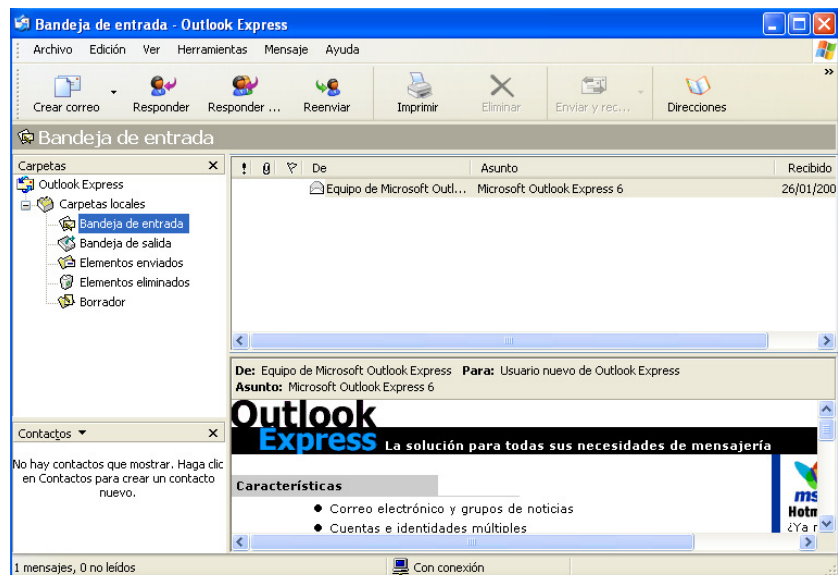 Bandeja de entrada - Outlook Express
Archivo Edición Ver Herramientas Mensaje Ayuda
Crear correo Responder Responder ... Reenviar Imprimir Eliminar Enviar y rec... Direcciones
Bandeja de entrada
Carpetas
Outlook Express
Carpetas locales
Bandeja de entrada
Bandeja de salida
Elementos enviados
Elementos eliminados
Borrador
Contactos
No hay contactos que mostrar. Haga clic
en Contactos para crear un contacto
nuevo.
De Asunto Recibido
Equipo de Microsoft Outl... Microsoft Outlook Express 6 26/01/200
De: Equipo de Microsoft Outlook Express Para: Usuario nuevo de Outlook Express
Asunto: Microsoft Outlook Express 6
Outlook
Express La solución para todas sus necesidades de mensajería
Características
• Correo electrónico y grupos de noticias
• Cuentas e identidades múltiples
ms
Hotm
¿Ya r
1 mensajes, 0 no leídos Con conexión